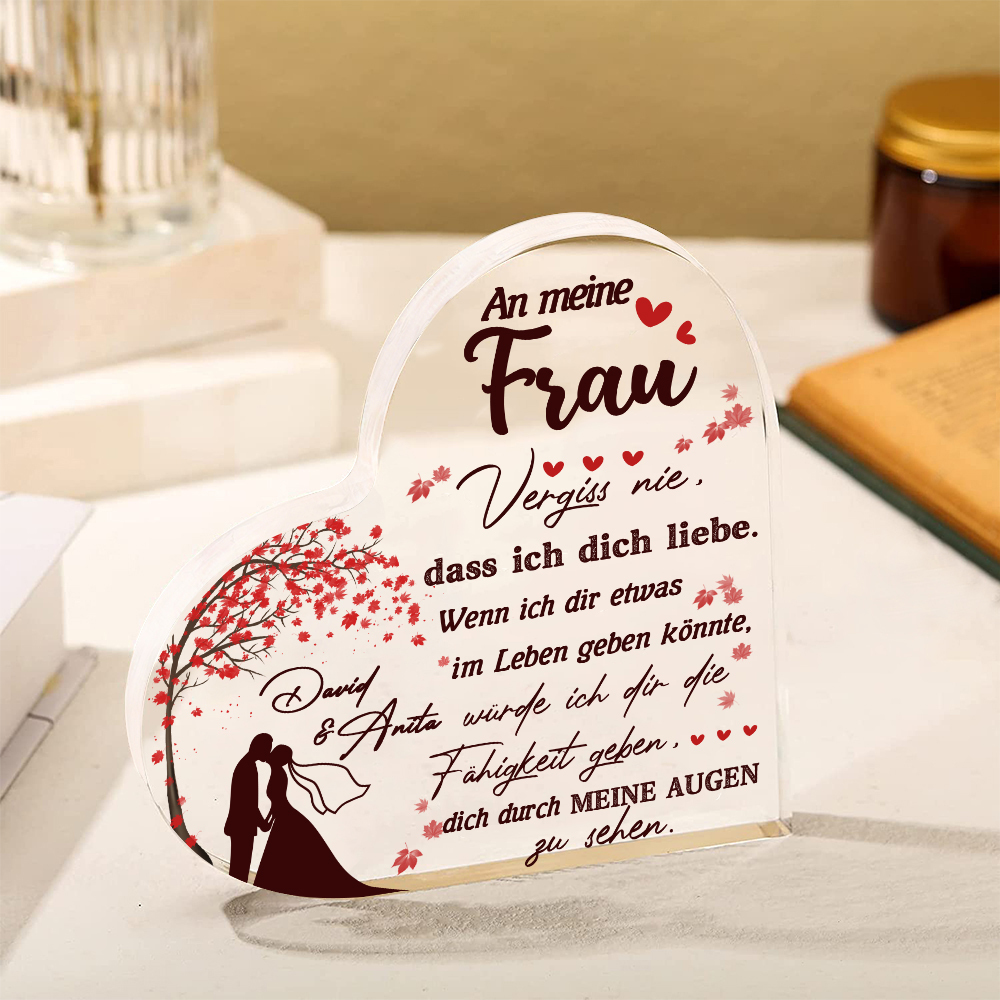 An meine
Frau
Vergiss nie,
dass ich dich liebe.
Wenn ich dir etwas
im Leben geben könnte,
würde ich dir die
Fähigkeit geben,
dich durch MEINE AUGEN
zu sehen.
David
& Anita